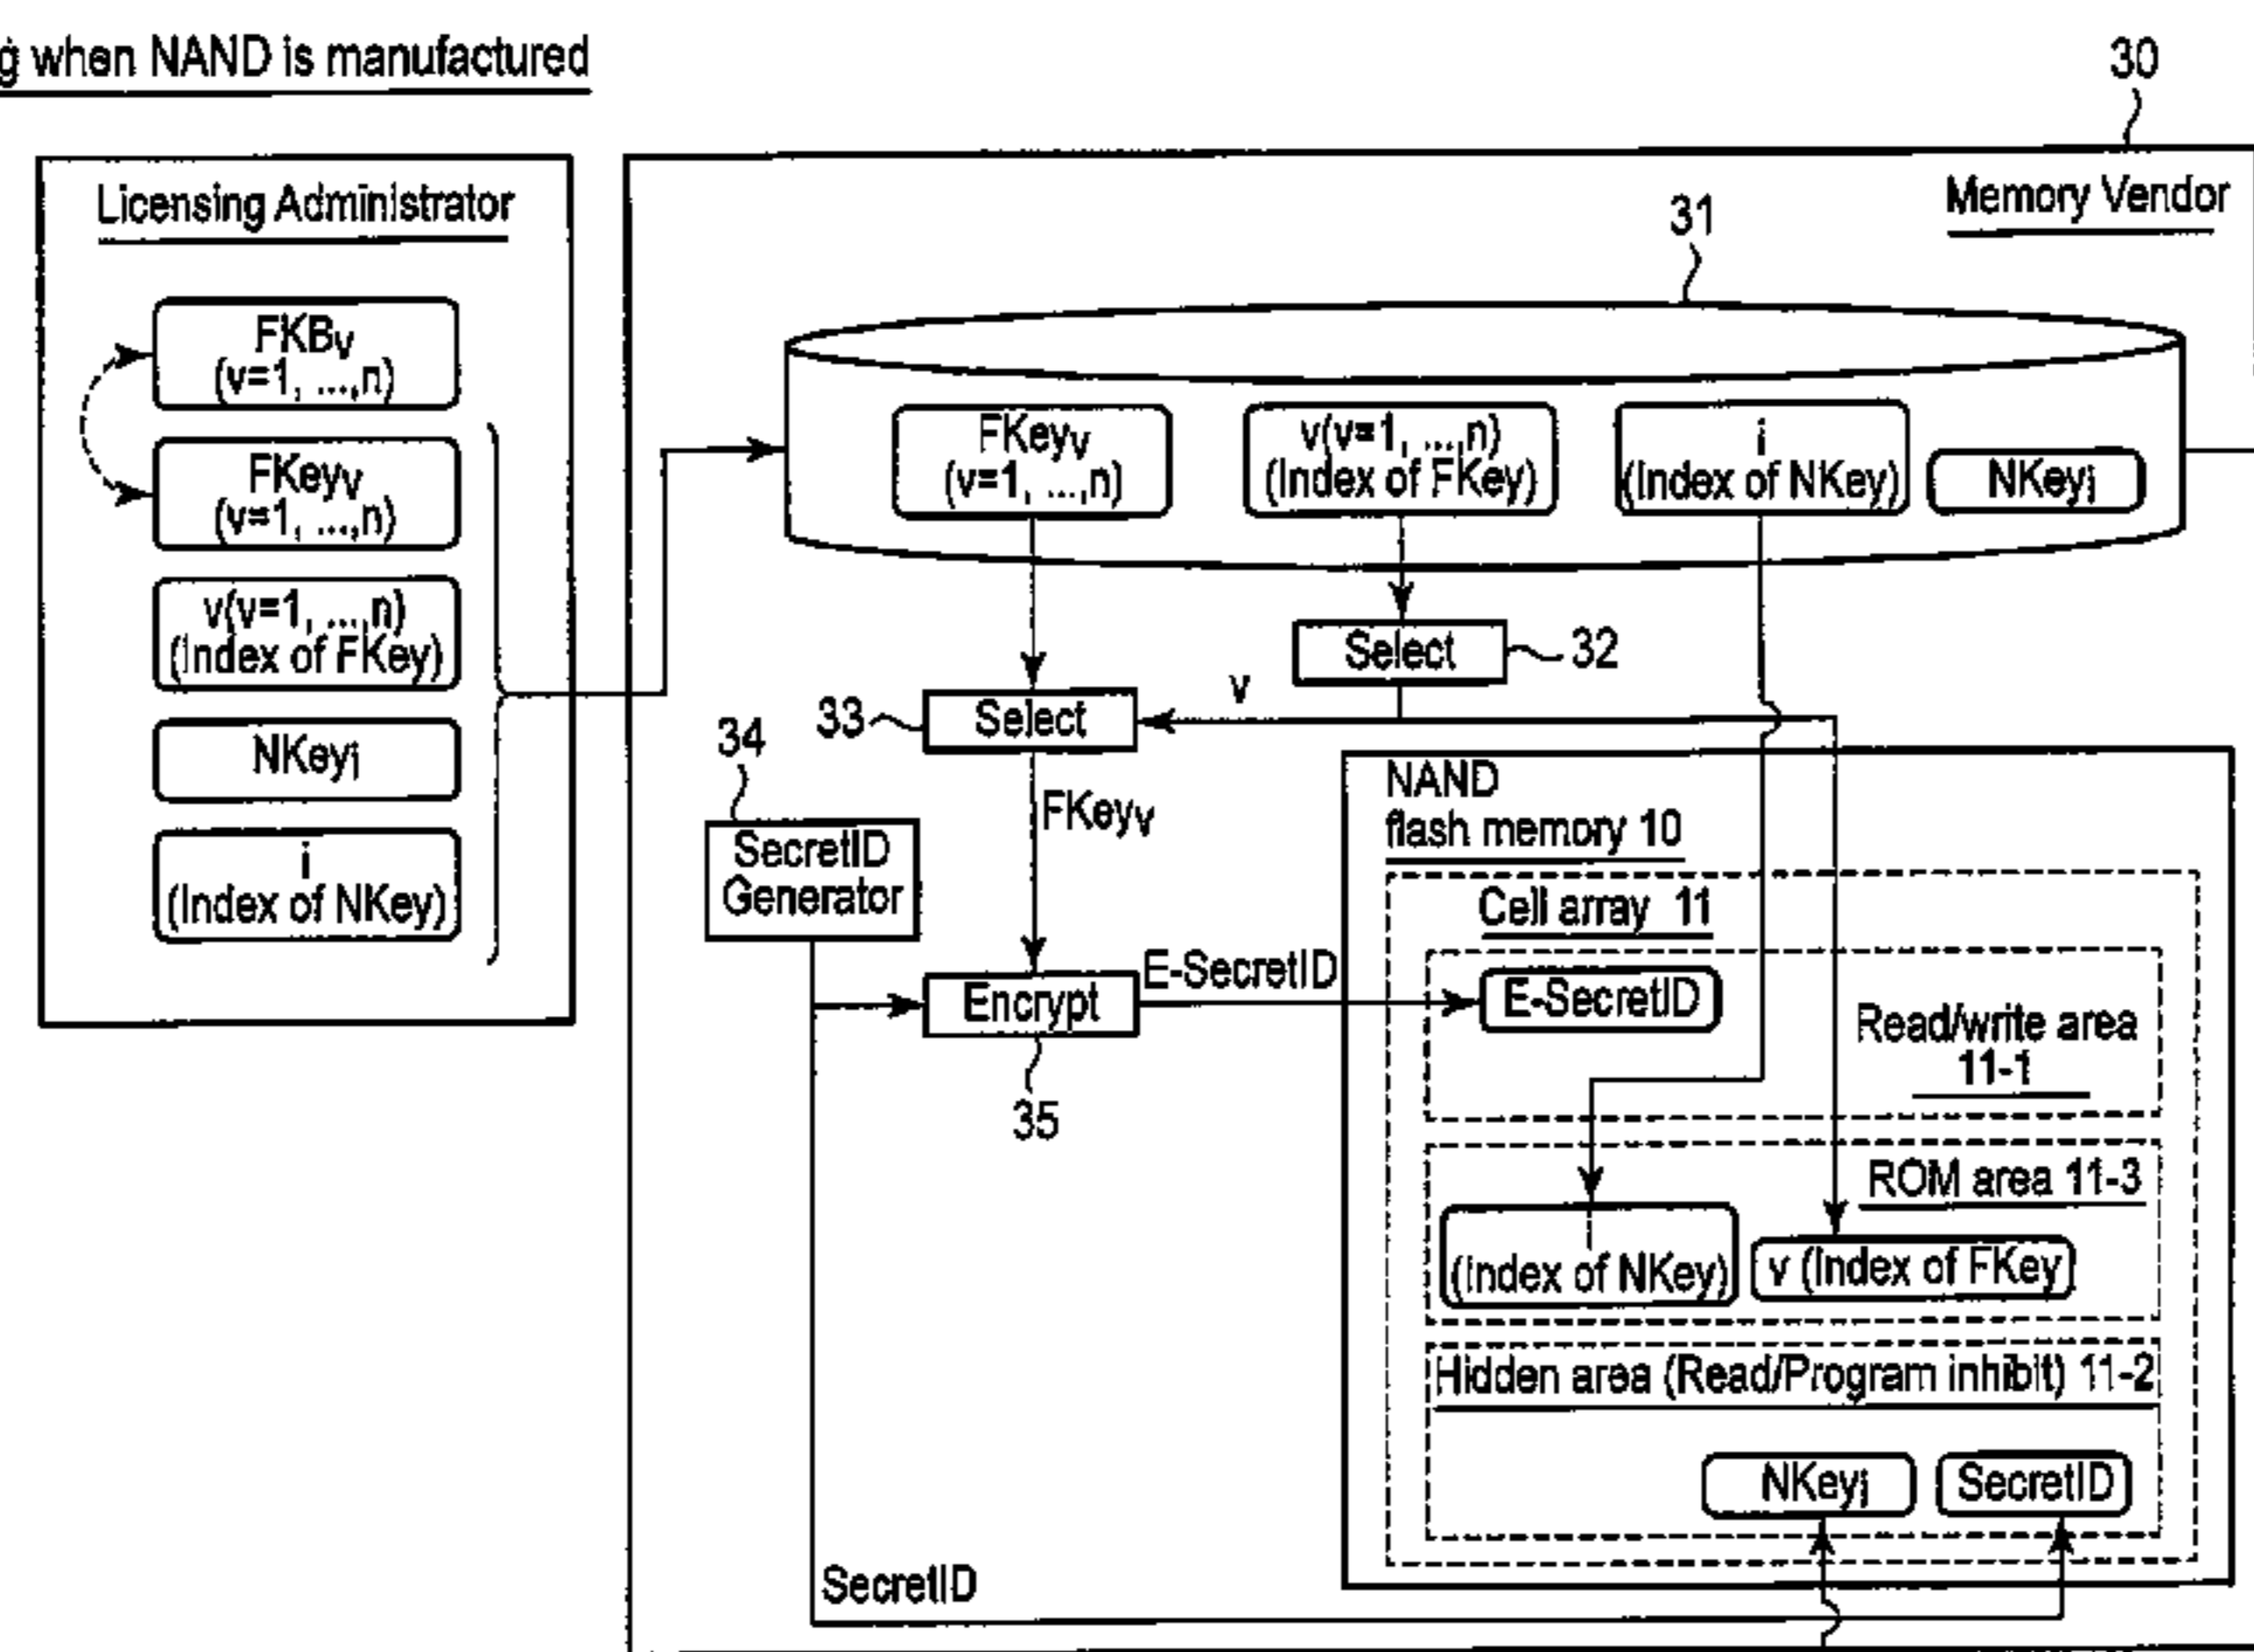 g when NAND is manufactured
30
Licensing Administrator
Memory Vendor
31
FKBv
(v=1, ...,n)
FKeyv
(v=1, ...,n)
v(v=1, ...,n)
(Index of FKey)
NKeyi
i
(Index of NKey)
FKeyv
(v=1, ...,n)
v(v=1, ...,n)
(Index of FKey)
i
(Index of NKey)
NKeyi
Select
32
v
33
Select
34
FKeyv
SecretID
Generator
Encrypt
35
E-SecretID
NAND
flash memory 10
Cell array 11
E-SecretID
Read/write area
11-1
ROM area 11-3
i
(Index of NKey)
v (Index of FKey
Hidden area (Read/Program inhibit) 11-2
NKeyi
SecretID
SecretID